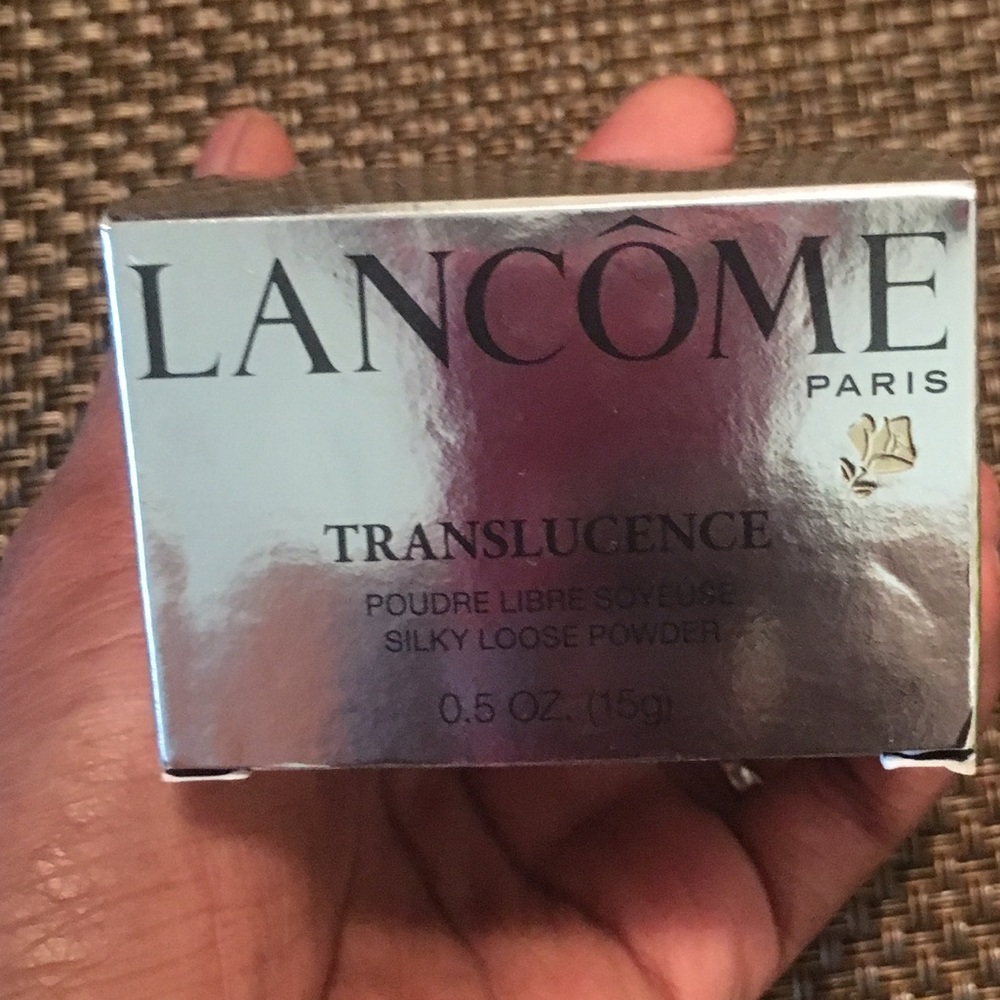 LANCÔME
PARIS
TRANSLUCENCE
POUDRE LIBRE SOYEUSE
SILKY LOOSE POWDER
0.5 OZ. (15g)